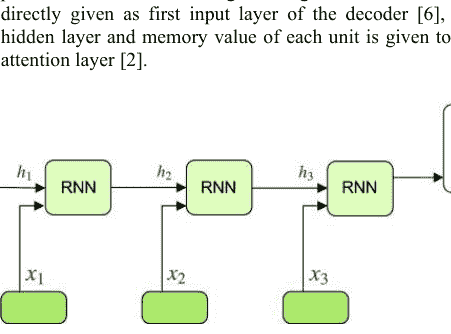 directly given as first input layer of the decoder [6],
hidden layer and memory value of each unit is given to
attention layer [2].
h1 RNN h2 RNN h3 RNN
x1 x2 x3